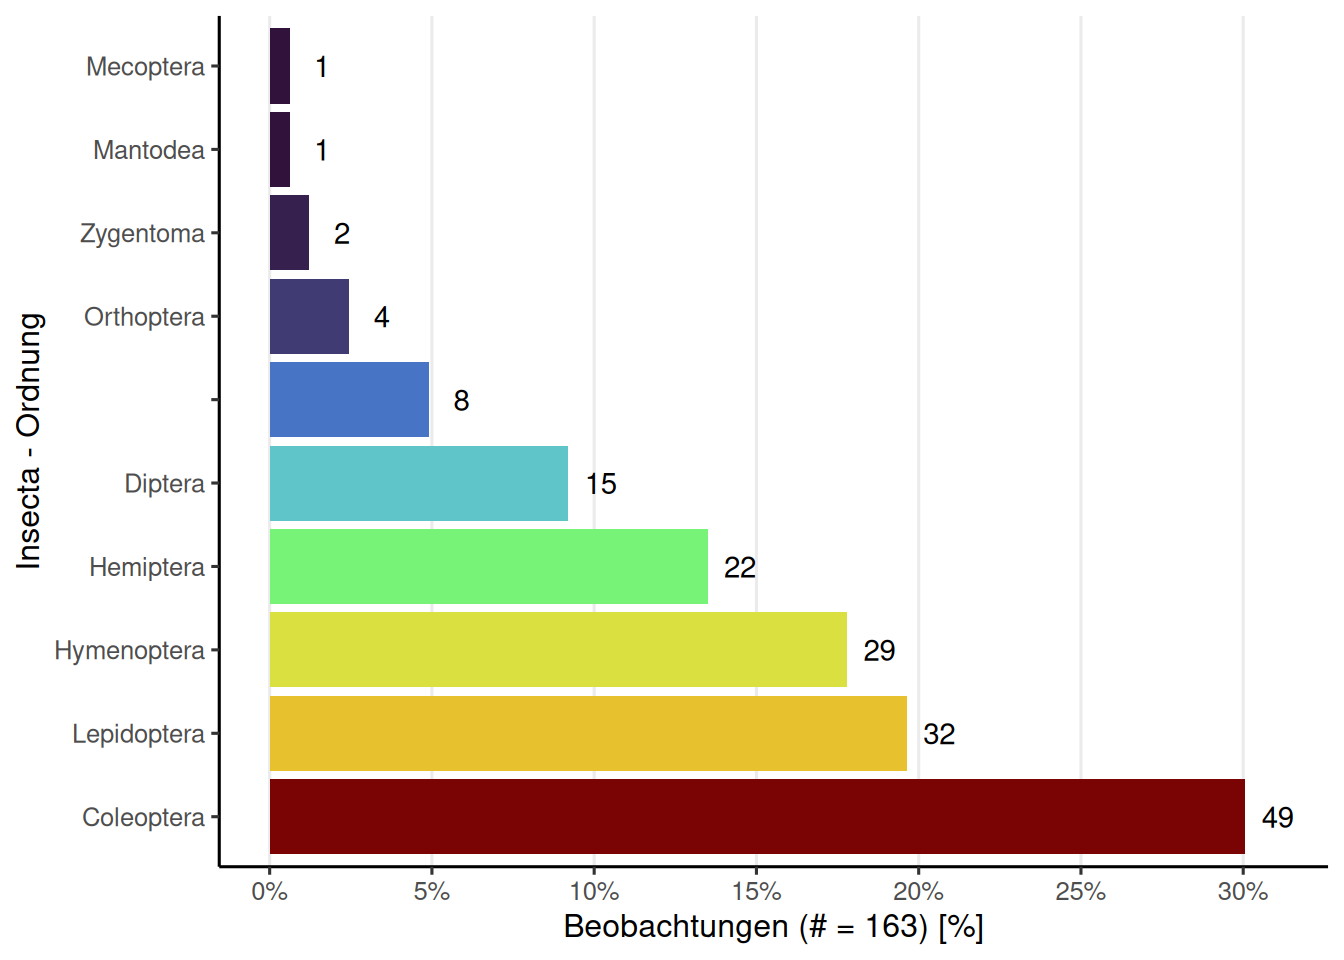 Insecta - Ordnung
Mecoptera 1
Mantodea 1
Zygentoma 2
Orthoptera 4
8
Diptera 15
Hemiptera 22
Hymenoptera 29
Lepidoptera 32
Coleoptera 49
0% 5% 10% 15% 20% 25% 30%
Beobachtungen (# = 163) [%]